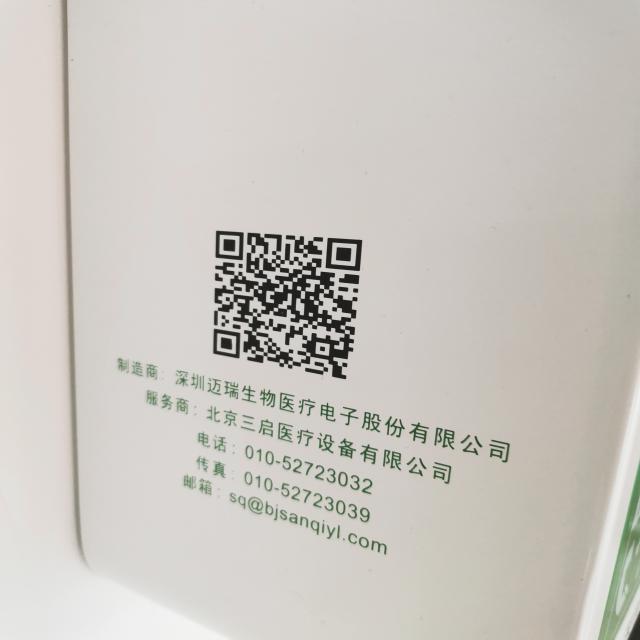 制造商：深圳迈瑞生物医疗电子股份有限公司
服务商：北京三启医疗设备有限公司
电话：010-52723032
传真：010-52723039
邮箱：sq@bjsanqiyl.com